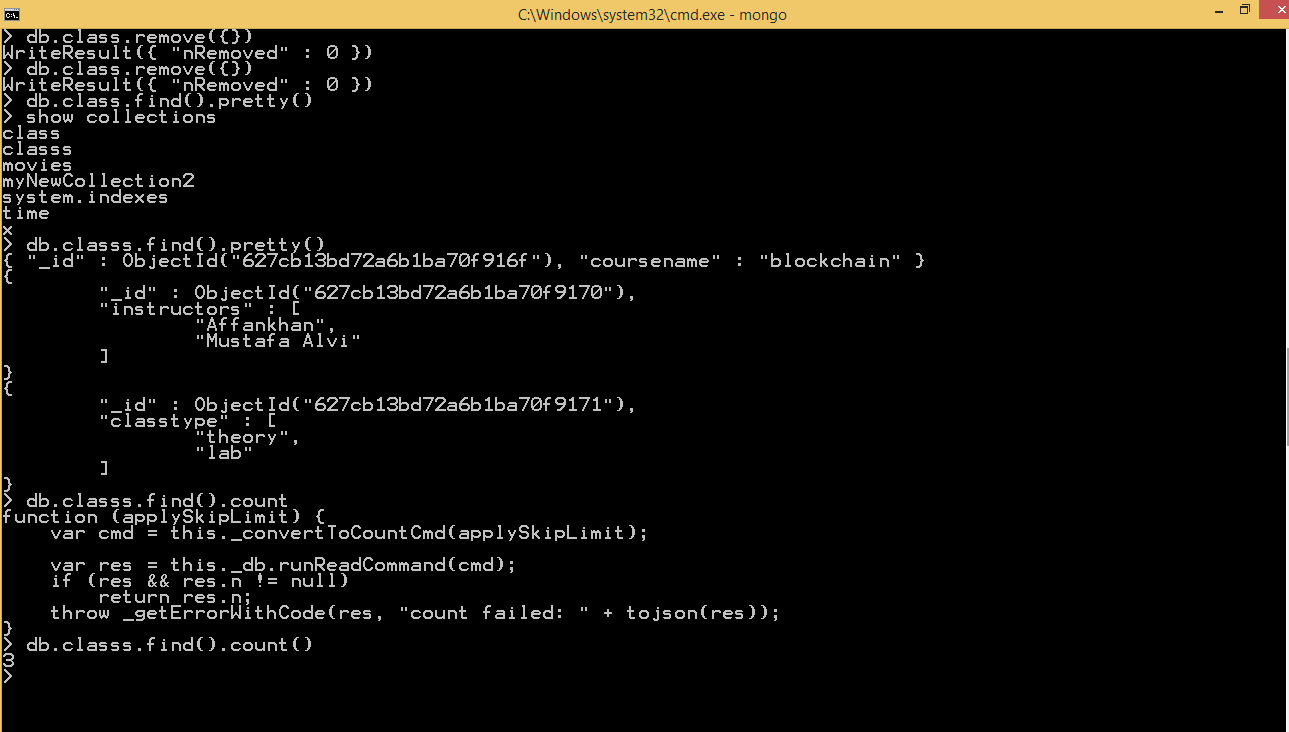 C:\Windows\system32\cmd.exe - mongo
> db.class.remove({})
WriteResult({ "nRemoved" : 0 })
> db.class.remove({})
WriteResult({ "nRemoved" : 0 })
> db.class.find().pretty()
> show collections
class
classs
movies
myNewCollection2
system.indexes
time
x
> db.classs.find().pretty()
{ "_id" : ObjectId("627cb13bd72a6b1ba70f916f"), "coursename" : "blockchain" }
{
        "_id" : ObjectId("627cb13bd72a6b1ba70f9170"),
        "instructors" : [
                "Affankhan",
                "Mustafa Alvi"
        ]
}
{
        "_id" : ObjectId("627cb13bd72a6b1ba70f9171"),
        "classtype" : [
                "theory",
                "lab"
        ]
}
> db.classs.find().count
function (applySkipLimit) {
    var cmd = this._convertToCountCmd(applySkipLimit);

    var res = this._db.runReadCommand(cmd);
    if (res && res.n != null)
        return res.n;
    throw _getErrorWithCode(res, "count failed: " + tojson(res));
}
> db.classs.find().count()
3
>